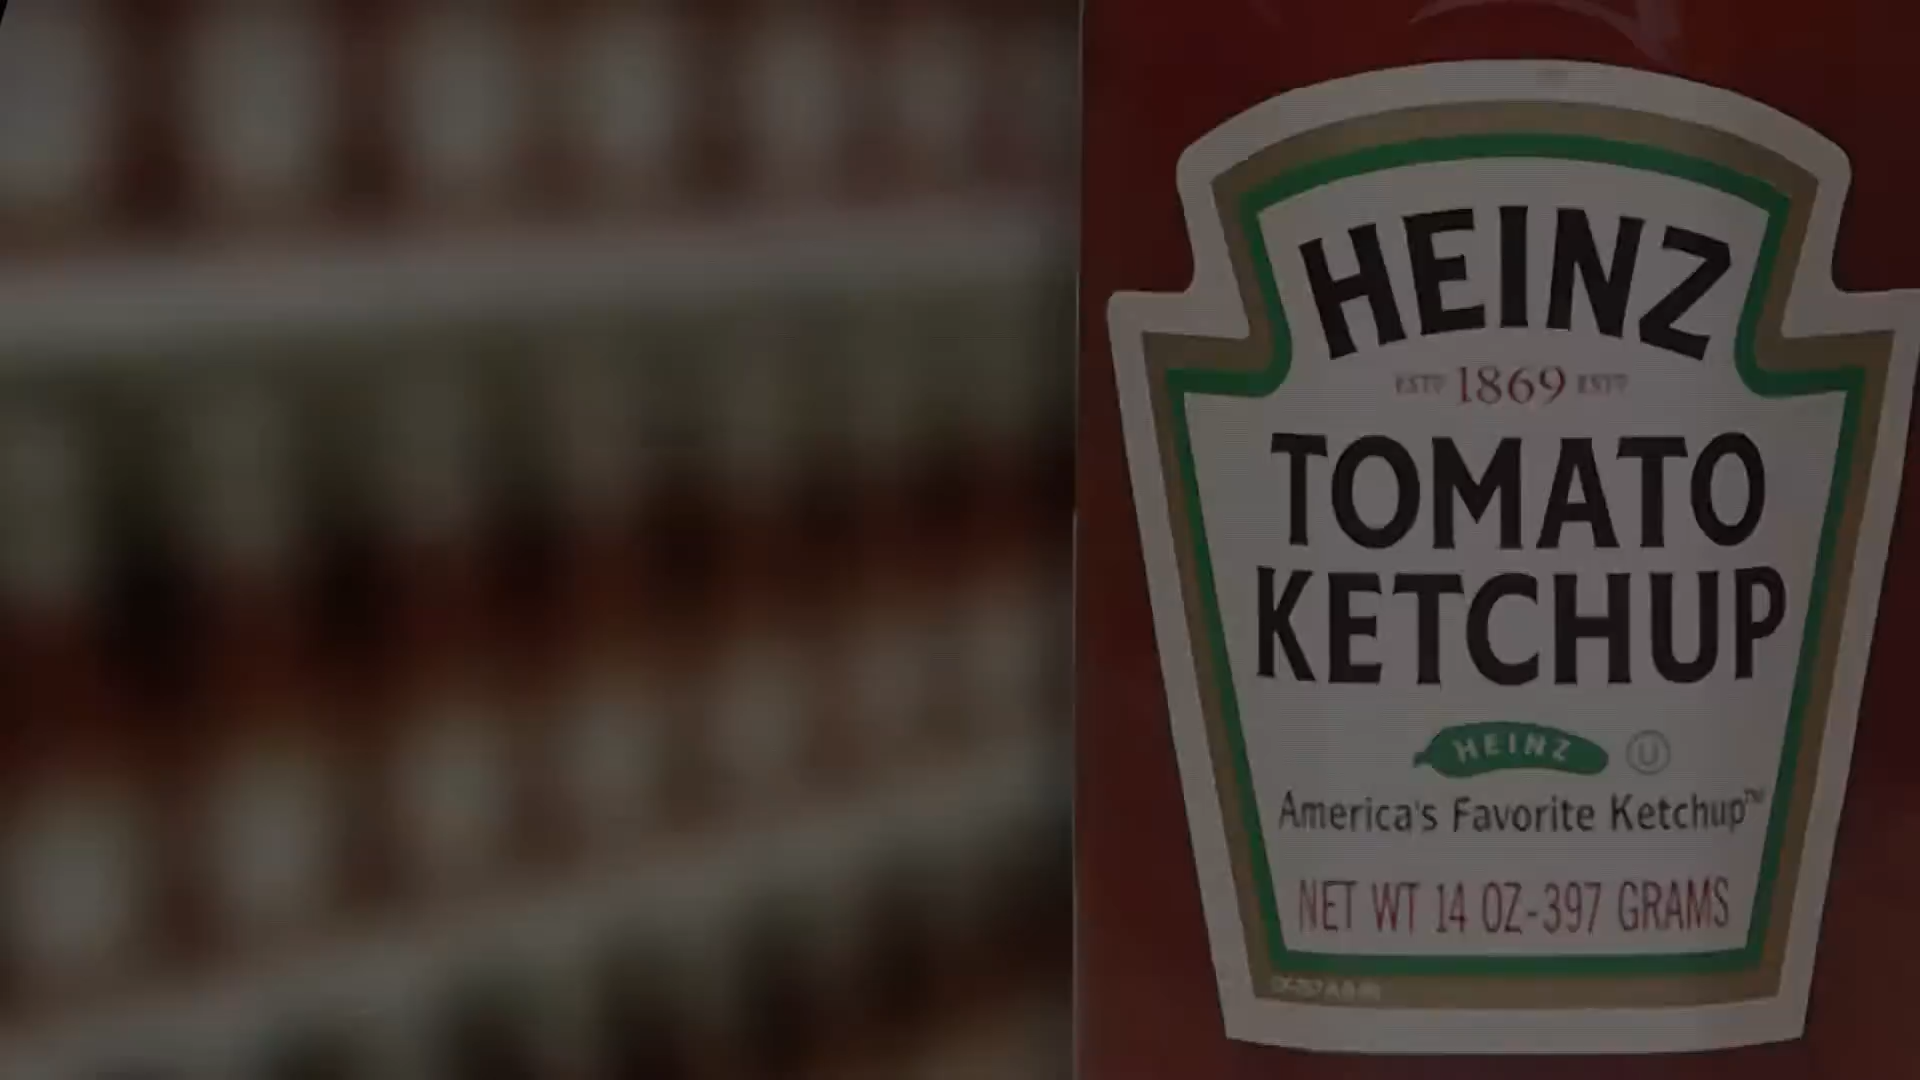 HEINZ
ESTD 1869 ESTD
TOMATO
KETCHUP
HEINZ U
America's Favorite Ketchup™
NET WT 14 OZ-397 GRAMS